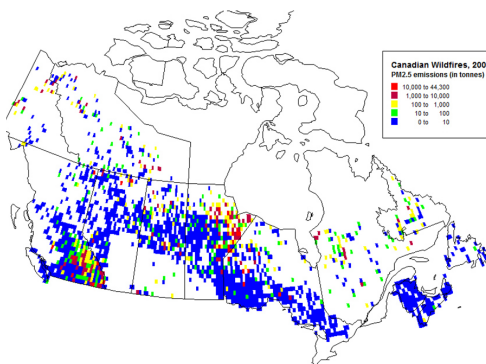 Canadian Wildfires, 200
PM2.5 emissions (in tonnes)
10,000 to 44,300
1,000 to 10,000
100 to 1,000
10 to 100
0 to 10